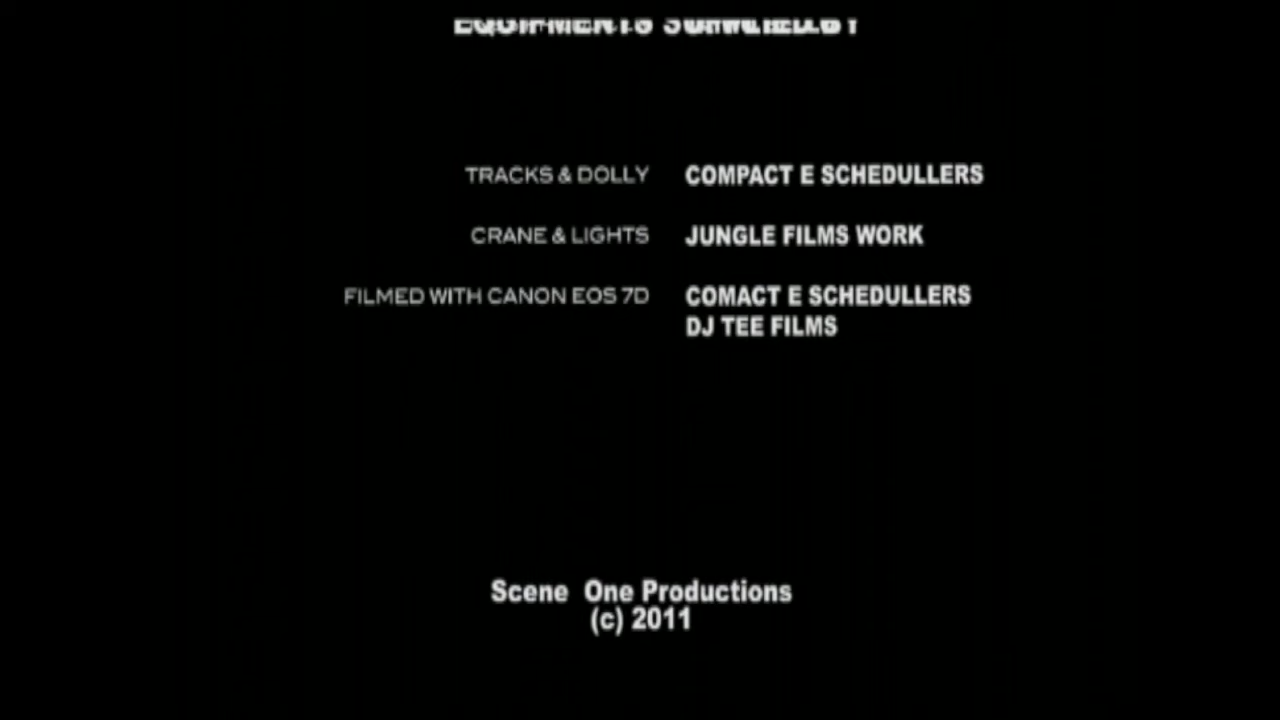 TRACKS & DOLLY COMPACT E SCHEDULLERS
CRANE & LIGHTS JUNGLE FILMS WORK
FILMED WITH CANON EOS 7D COMACT E SCHEDULLERS
DJ TEE FILMS
Scene One Productions
(c) 2011